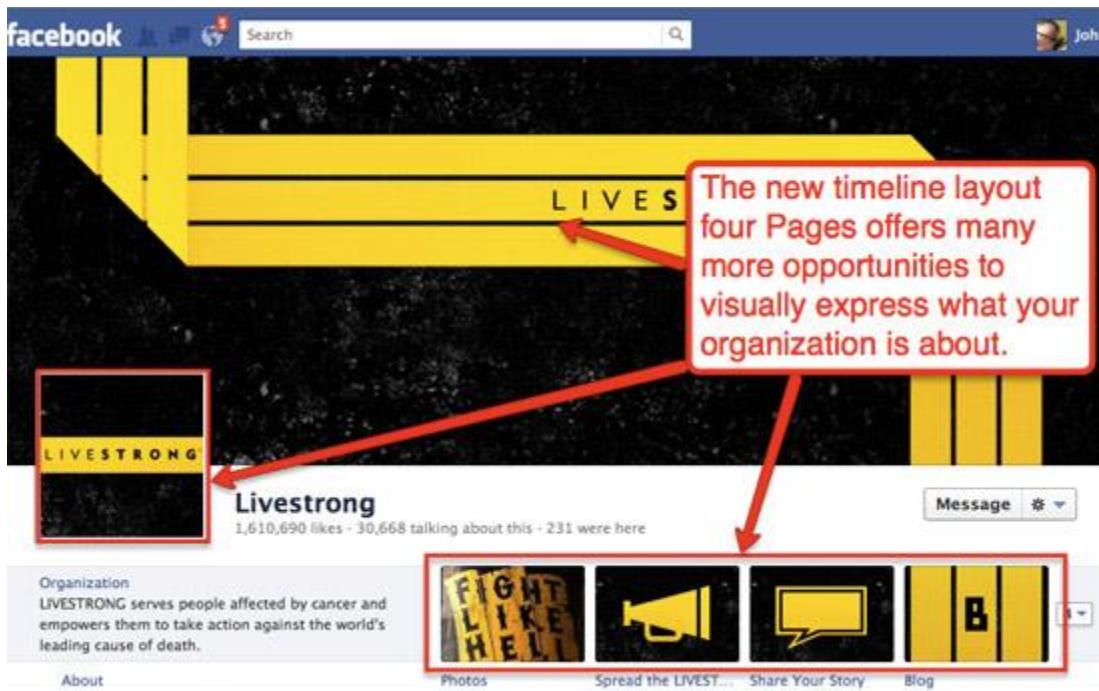 facebook
5
Search
Joh
LIVES
The new timeline layout
four Pages offers many
more opportunities to
visually express what your
organization is about.
LIVESTRONG
Livestrong
1,610,690 likes · 30,668 talking about this · 231 were here
Message
Organization
LIVESTRONG serves people affected by cancer and
empowers them to take action against the world's
leading cause of death.
FIGHT
LIKE
HELL
B
About
Photos
Spread the LIVEST...
Share Your Story
Blog